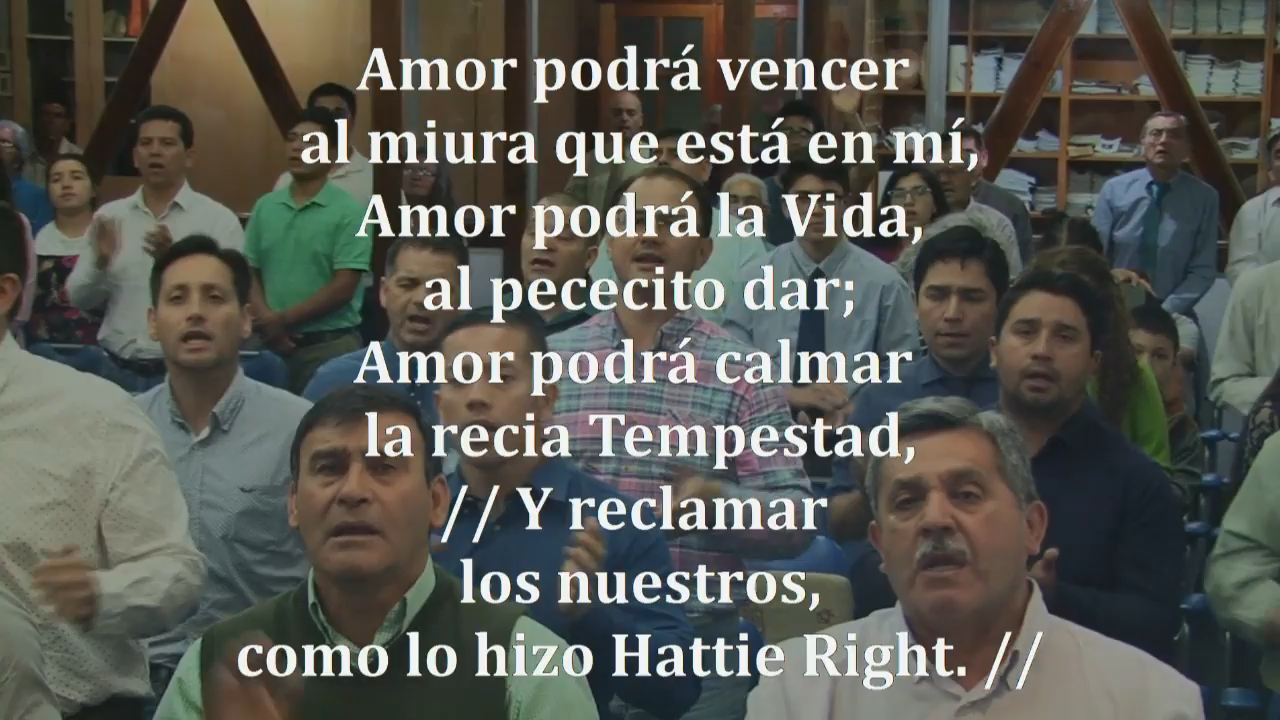 Amor podrá vencer
al miura que está en mí,
Amor podrá la Vida,
al pececito dar;
Amor podrá calmar
la recia Tempestad,
// Y reclamar
los nuestros,
como lo hizo Hattie Right. //